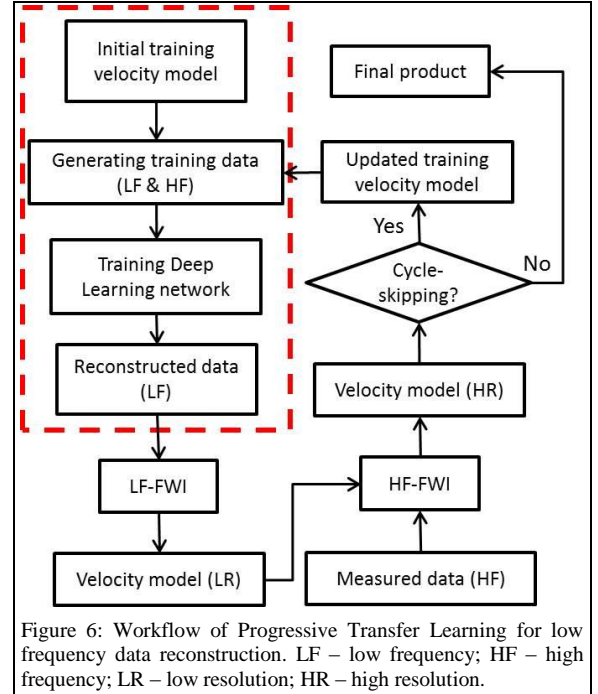 Initial training
velocity model
Final product
Generating training data
(LF & HF)
Updated training
velocity model
Yes
Training Deep
Learning network
Cycle-
skipping?
No
Reconstructed data
(LF)
Velocity model (HR)
LF-FWI
HF-FWI
Velocity model (LR)
Measured data (HF)
Figure 6: Workflow of Progressive Transfer Learning for low
frequency data reconstruction. LF – low frequency; HF – high
frequency; LR – low resolution; HR – high resolution.